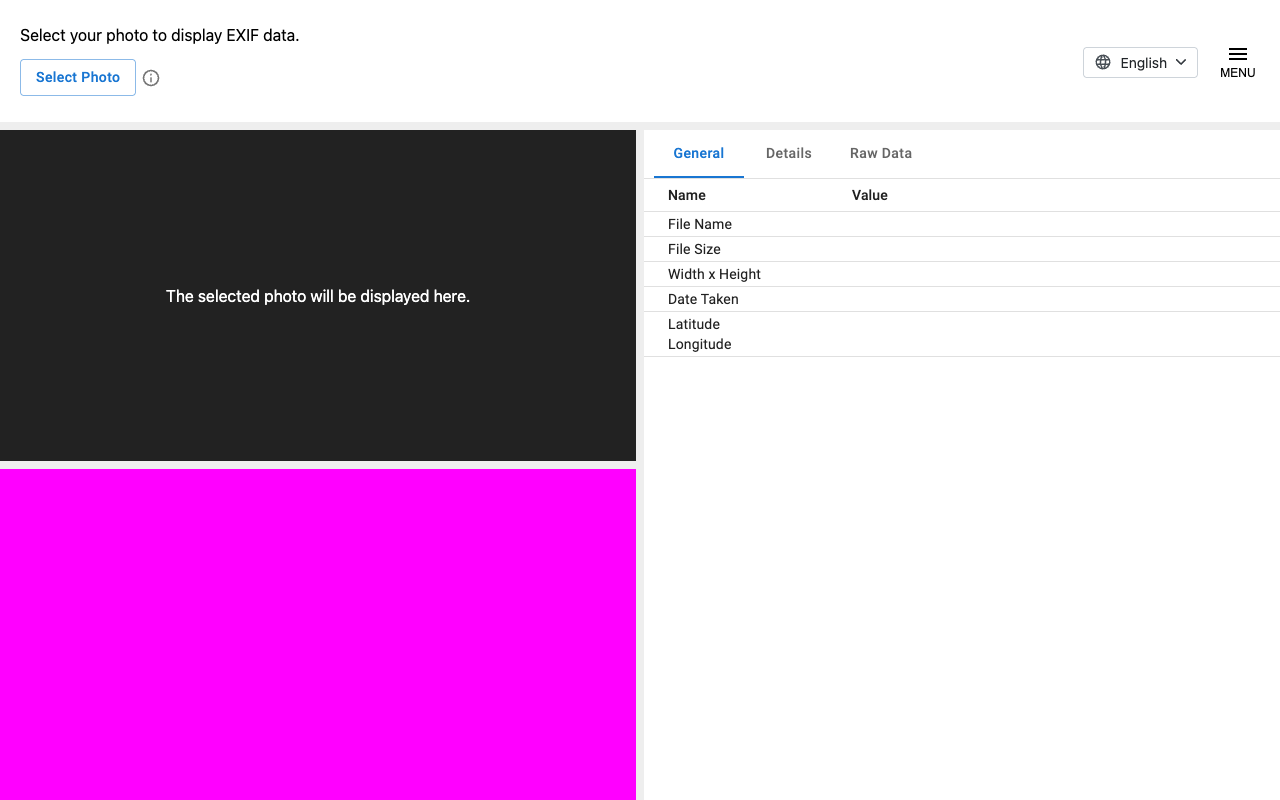 Select your photo to display EXIF data.
Select Photo
English
MENU
The selected photo will be displayed here.
General Details Raw Data
Name Value
File Name
File Size
Width x Height
Date Taken
Latitude
Longitude